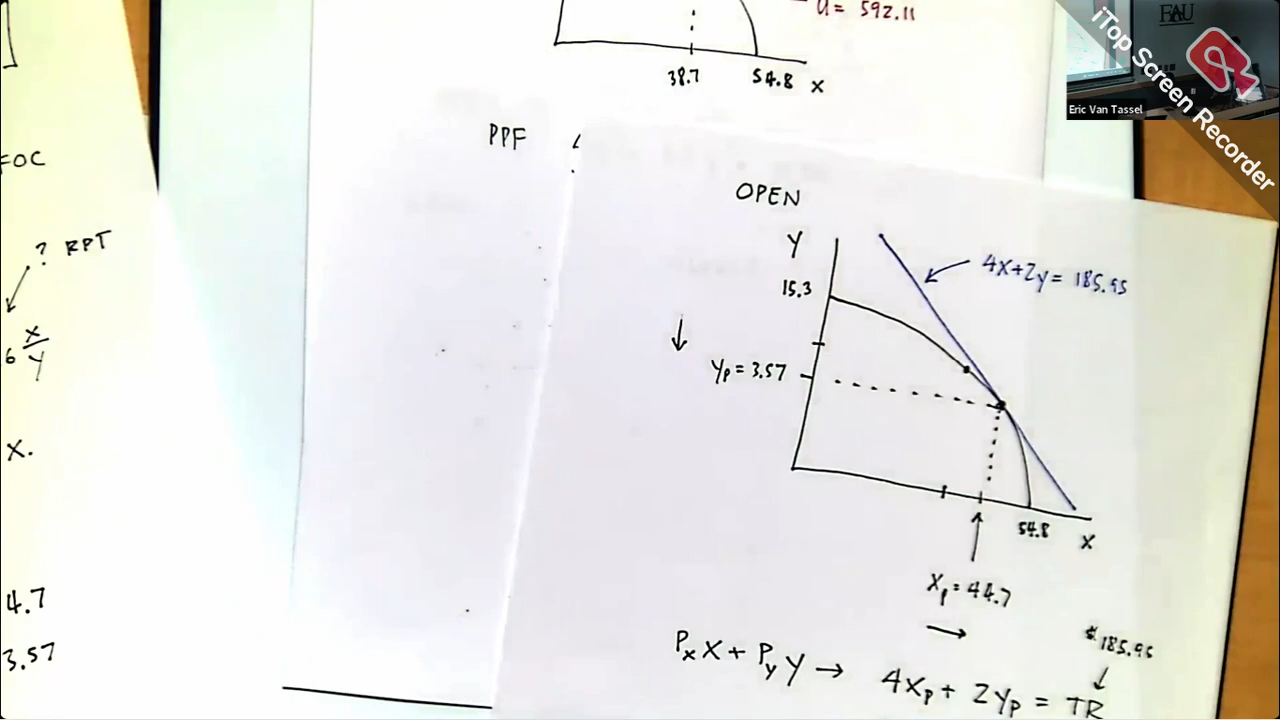 U = 592.11
38.7
54.8
X
PPF
FOC
? RPT
6 X/Y
X.
4.7
3.57
OPEN
Y
15.3
4X+2y = 185.95
↓
yp = 3.57
54.8
X
Xp = 44.7
→
$185.95
↓
PxX + PyY → 4Xp + 2yp = TR
FAU
Eric Van Tassel
iTop Screen Recorder